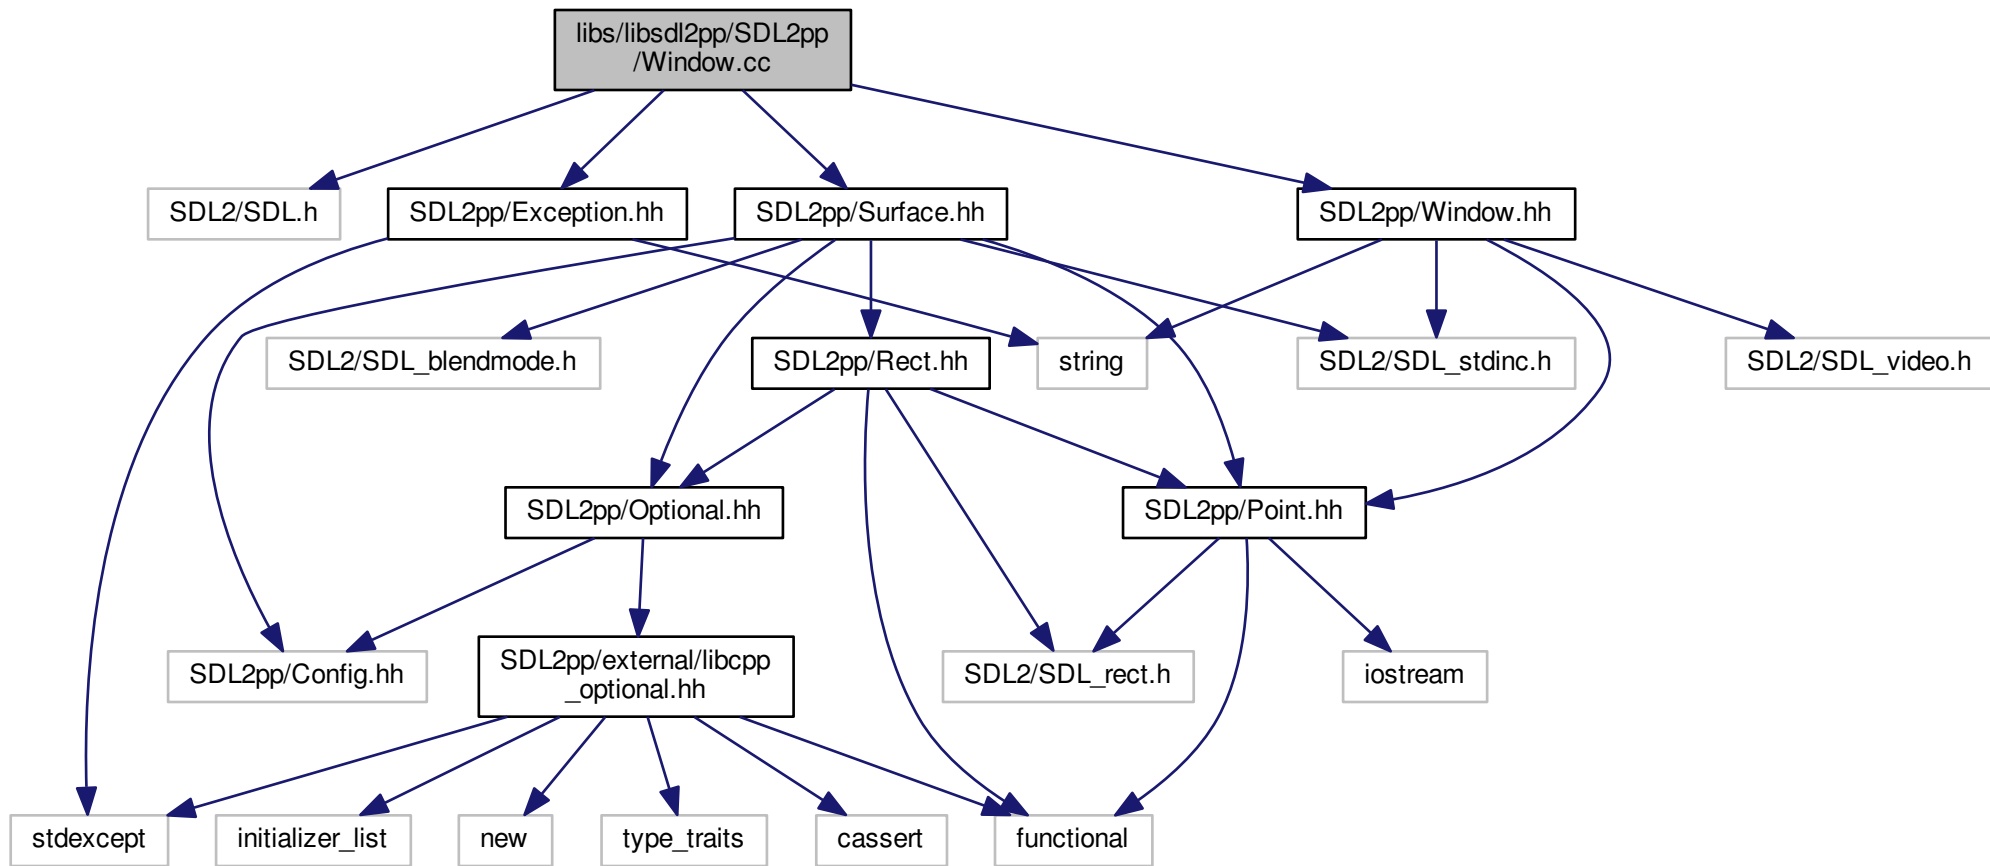 libs/libsdl2pp/SDL2pp
/Window.cc
SDL2/SDL.h
SDL2pp/Exception.hh
SDL2pp/Surface.hh
SDL2pp/Window.hh
SDL2/SDL_blendmode.h
SDL2pp/Rect.hh
string
SDL2/SDL_stdinc.h
SDL2/SDL_video.h
SDL2pp/Optional.hh
SDL2pp/Point.hh
SDL2pp/Config.hh
SDL2pp/external/libcpp
_optional.hh
SDL2/SDL_rect.h
iostream
stdexcept
initializer_list
new
type_traits
cassert
functional